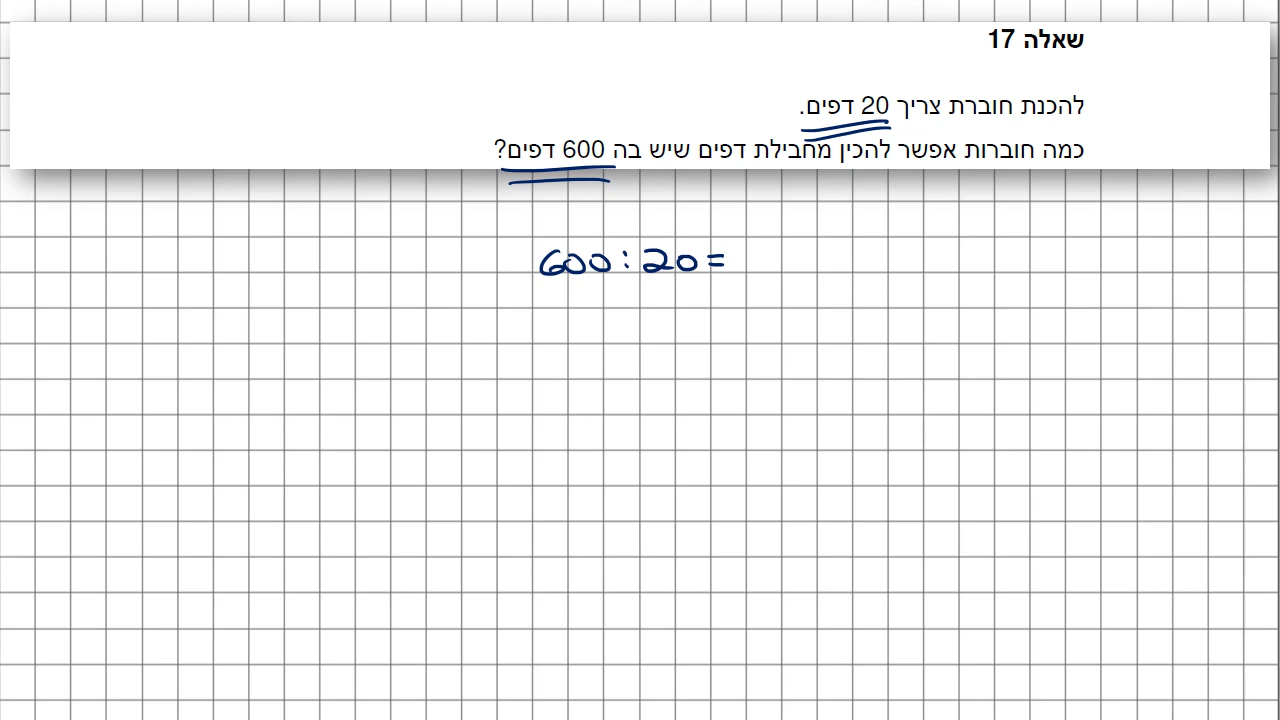 שאלה 17
להכנת חוברת צריך 20 דפים.
כמה חוברות אפשר להכין מחבילת דפים שיש בה 600 דפים?
600:20=